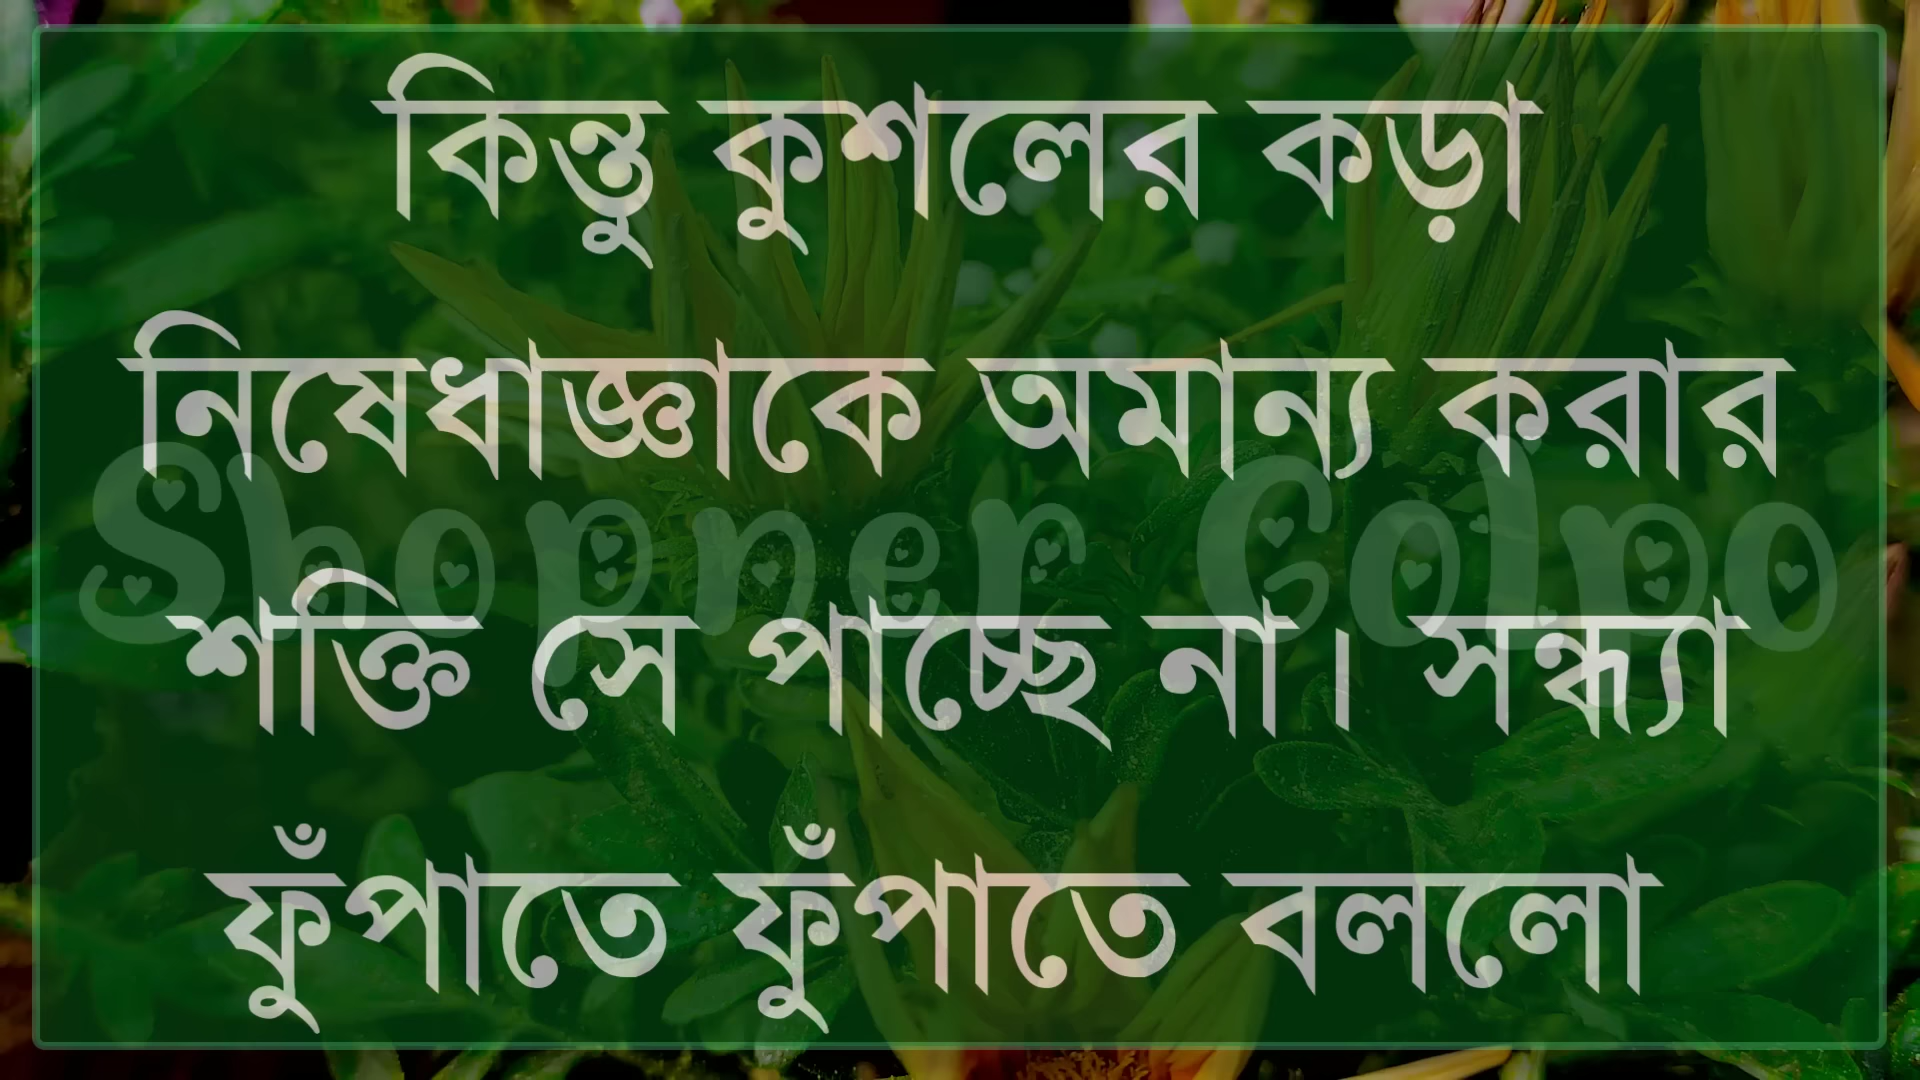 কিন্তু কুশলের কড়া
নিষেধাজ্ঞাকে অমান্য করার
Shopner Golpo
শক্তি সে পাচ্ছে না। সন্ধ্যা
ফুঁপাতে ফুঁপাতে বললো